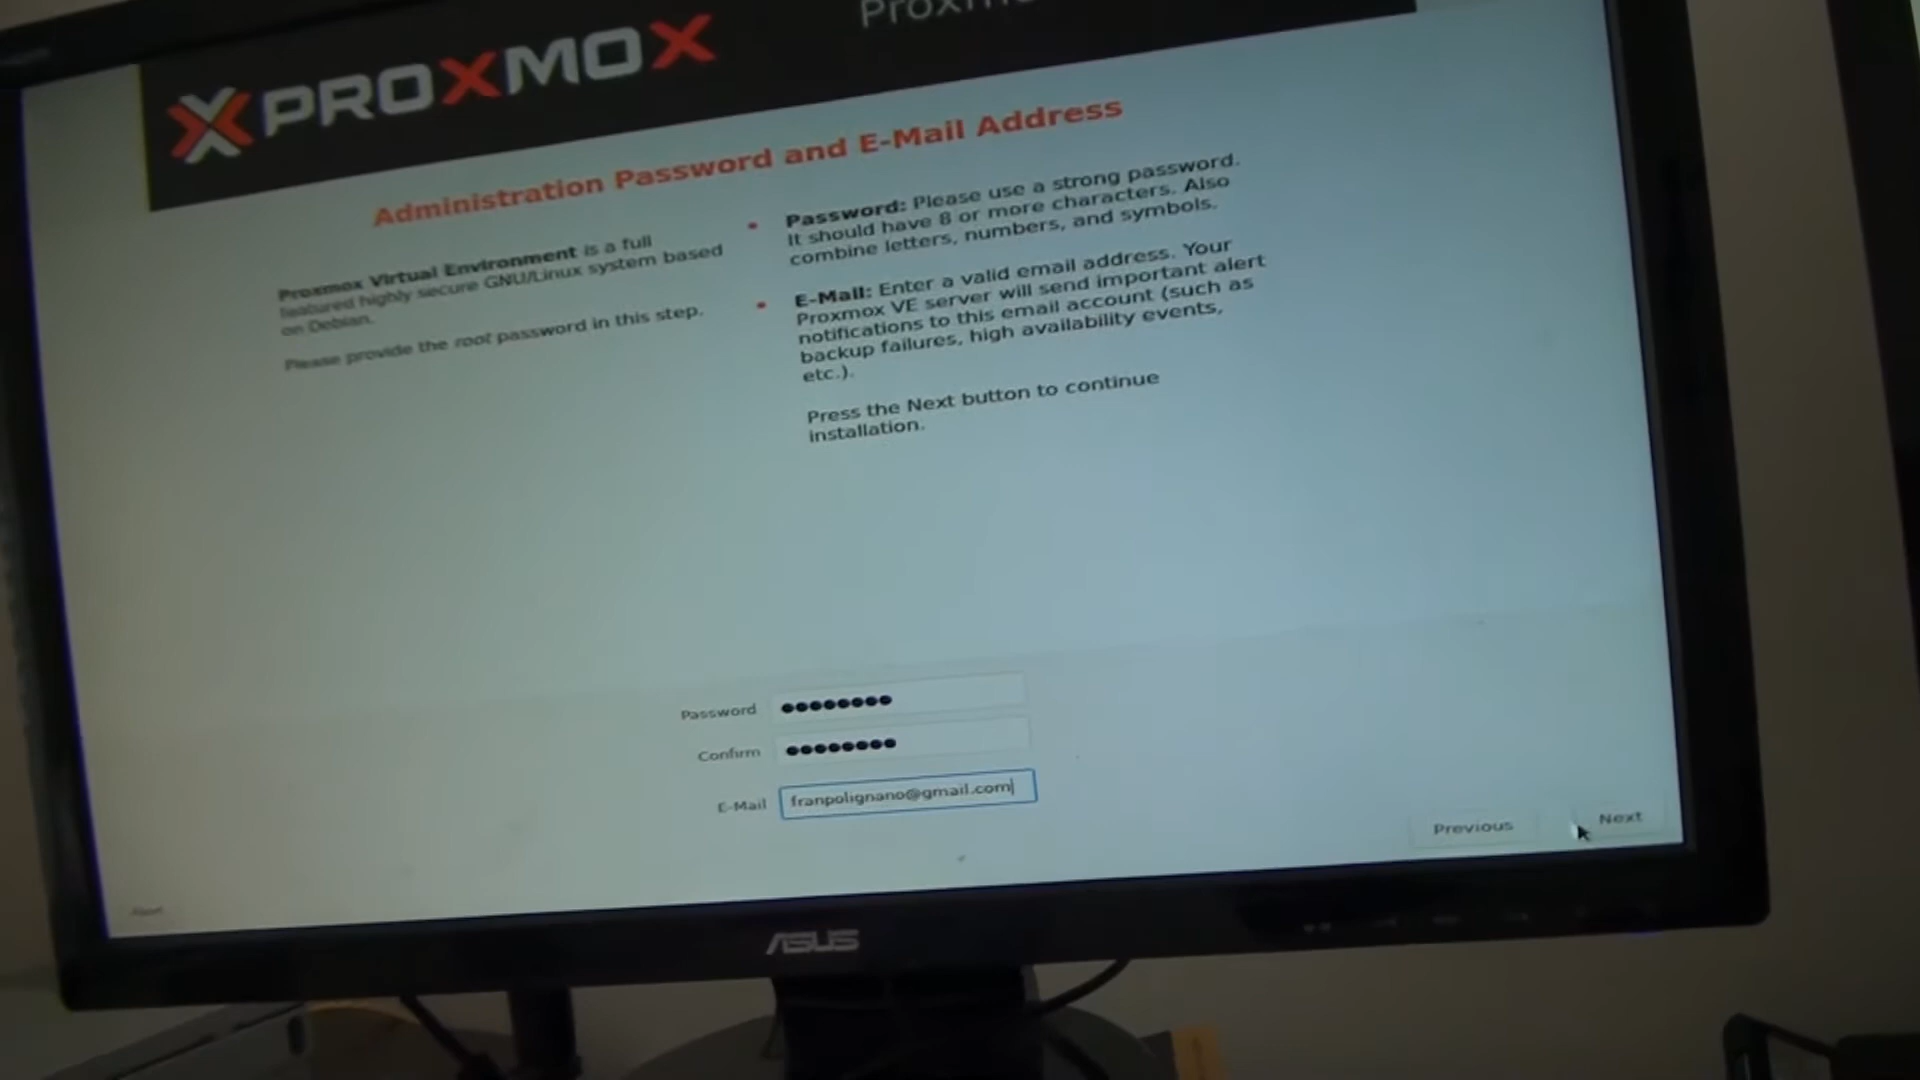 PROXMOX
Administration Password and E-Mail Address
Proxmox Virtual Environment is a full
featured highly secure GNU/Linux system based
on Debian.
Please provide the root password in this step.
• Password: Please use a strong password.
It should have 8 or more characters. Also
combine letters, numbers, and symbols.
• E-Mail: Enter a valid email address. Your
Proxmox VE server will send important alert
notifications to this email account (such as
backup failures, high availability events,
etc.).
Press the Next button to continue
installation.
Password ●●●●●●●●
Confirm ●●●●●●●●
E-Mail franpolignano@gmail.com
Previous
Next
Abort
ASUS